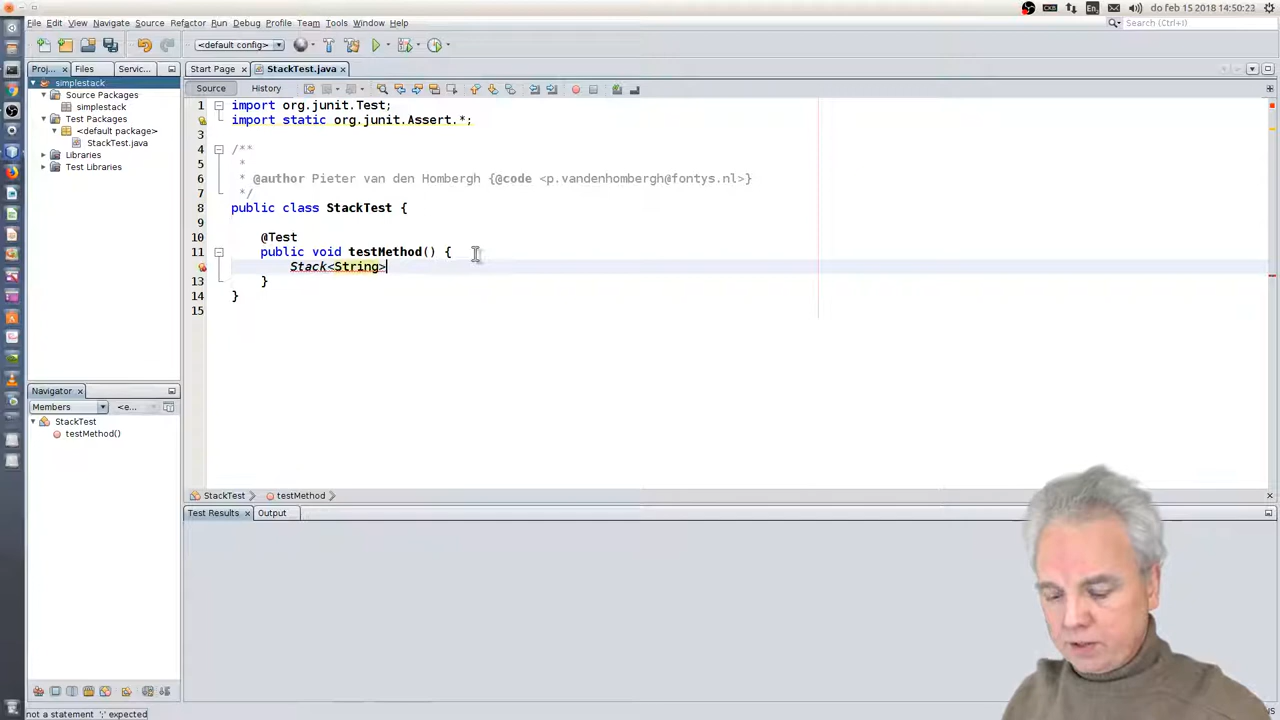 do feb 15 2018 14:50:23
File Edit View Navigate Source Refactor Run Debug Profile Team Tools Window Help
Search (Ctrl+I)
<default config>
Proj... Files Servic...
Start Page StackTest.java
simplestack
Source History
Source Packages
simplestack
Test Packages
<default package>
StackTest.java
Libraries
Test Libraries
1 import org.junit.Test;
import static org.junit.Assert.*;
3
4 /**
5 *
6 * @author Pieter van den Hombergh {@code <p.vandenhombergh@fontys.nl>}
7 */
8 public class StackTest {
9
10 @Test
11 public void testMethod() {
Stack<String>
13 }
14 }
15
Navigator
Members <e...
StackTest
testMethod()
StackTest testMethod
Test Results Output
not a statement ';' expected